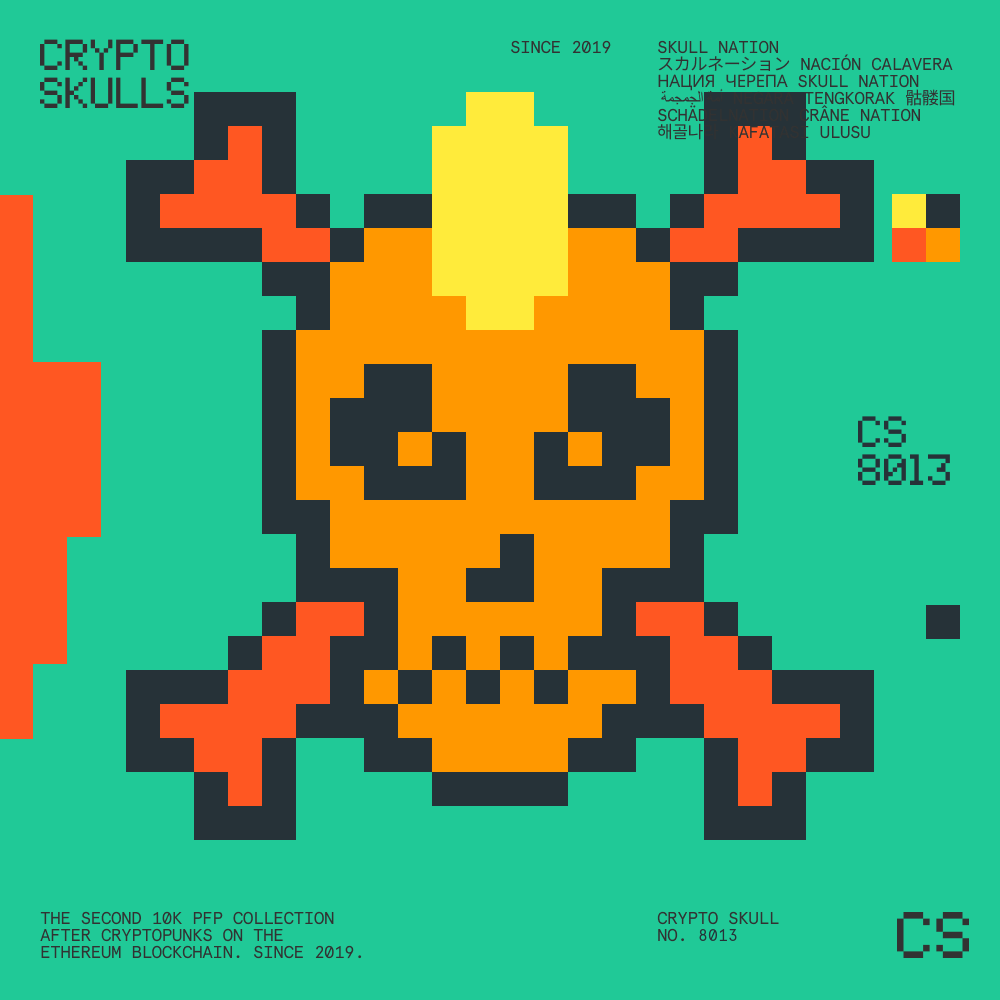 CRYPTO
SKULLS
SINCE 2019
SKULL NATION
スカルネーション NACIÓN CALAVERA
НАЦИЯ ЧЕРЕПА SKULL NATION
الجمجمة TENGKORAK 骷髅国
CRÂNE NATION
ULUSU
CS
8013
THE SECOND 10K PFP COLLECTION
AFTER CRYPTOPUNKS ON THE
ETHEREUM BLOCKCHAIN. SINCE 2019.
CRYPTO SKULL
NO. 8013
CS